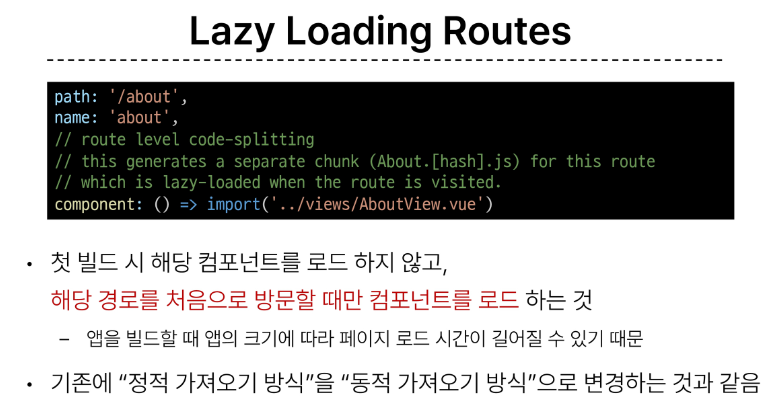 Lazy Loading Routes
path: '/about',
name: 'about',
// route level code-splitting
// this generates a separate chunk (About.[hash].js) for this route
// which is lazy-loaded when the route is visited.
component: () => import('../views/AboutView.vue')
• 첫 빌드 시 해당 컴포넌트를 로드 하지 않고,
해당 경로를 처음으로 방문할 때만 컴포넌트를 로드 하는 것
– 앱을 빌드할 때 앱의 크기에 따라 페이지 로드 시간이 길어질 수 있기 때문
• 기존에 “정적 가져오기 방식”을 “동적 가져오기 방식”으로 변경하는 것과 같음